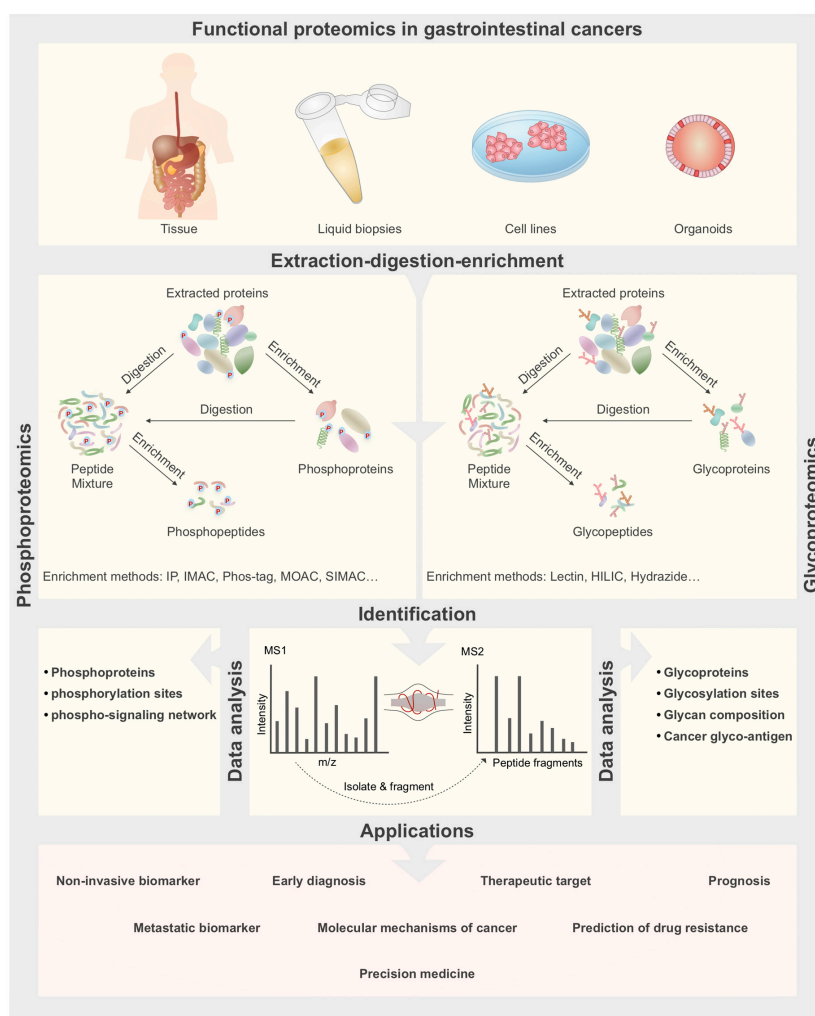 Functional proteomics in gastrointestinal cancers
Tissue
Liquid biopsies
Cell lines
Organoids
Extraction-digestion-enrichment
Phosphoproteomics
Extracted proteins
P
P
P
P
Digestion
Enrichment
Digestion
P
P
P
P
P
P
P
Peptide
Mixture
P
P
P
P
Phosphoproteins
Enrichment
P
P
P
P
Phosphopeptides
Enrichment methods: IP, IMAC, Phos-tag, MOAC, SIMAC…
Glycoproteomics
Extracted proteins
Digestion
Enrichment
Digestion
Peptide
Mixture
Glycoproteins
Enrichment
Glycopeptides
Enrichment methods: Lectin, HILIC, Hydrazide…
Identification
• Phosphoproteins
• phosphorylation sites
• phospho-signaling network
Data analysis
MS1
Intensity
m/z
MS2
Intensity
Peptide fragments
Isolate & fragment
Data analysis
• Glycoproteins
• Glycosylation sites
• Glycan composition
• Cancer glyco-antigen
Applications
Non-invasive biomarker
Early diagnosis
Therapeutic target
Prognosis
Metastatic biomarker
Molecular mechanisms of cancer
Prediction of drug resistance
Precision medicine